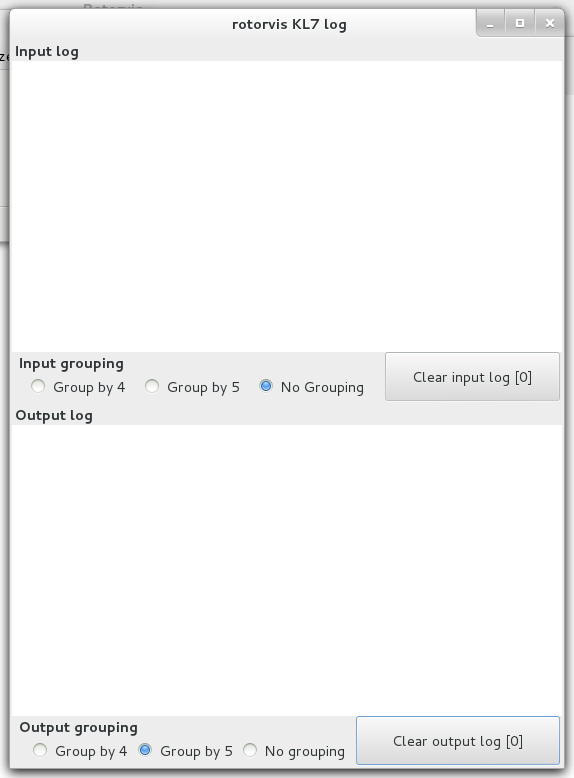 rotorvis KL7 log
Input log
Input grouping
Group by 4 Group by 5 No Grouping
Clear input log [0]
Output log
Output grouping
Group by 4 Group by 5 No grouping
Clear output log [0]